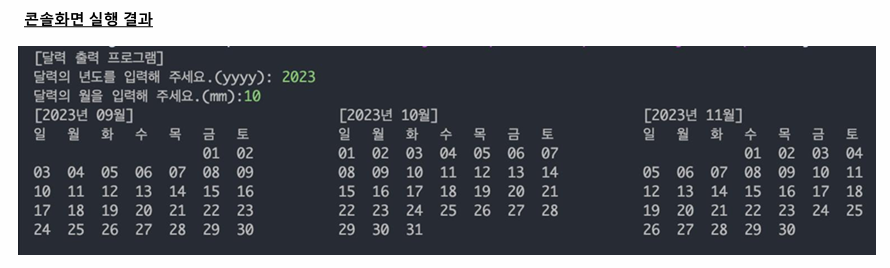 콘솔화면 실행 결과
[달력 출력 프로그램]
달력의 년도를 입력해 주세요.(yyyy): 2023
달력의 월을 입력해 주세요.(mm):10
[2023년 09월] [2023년 10월] [2023년 11월]
일 월 화 수 목 금 토 일 월 화 수 목 금 토 일 월 화 수 목 금 토
01 02 01 02 03 04 05 06 07 01 02 03 04
03 04 05 06 07 08 09 08 09 10 11 12 13 14 05 06 07 08 09 10 11
10 11 12 13 14 15 16 15 16 17 18 19 20 21 12 13 14 15 16 17 18
17 18 19 20 21 22 23 22 23 24 25 26 27 28 19 20 21 22 23 24 25
24 25 26 27 28 29 30 29 30 31 26 27 28 29 30